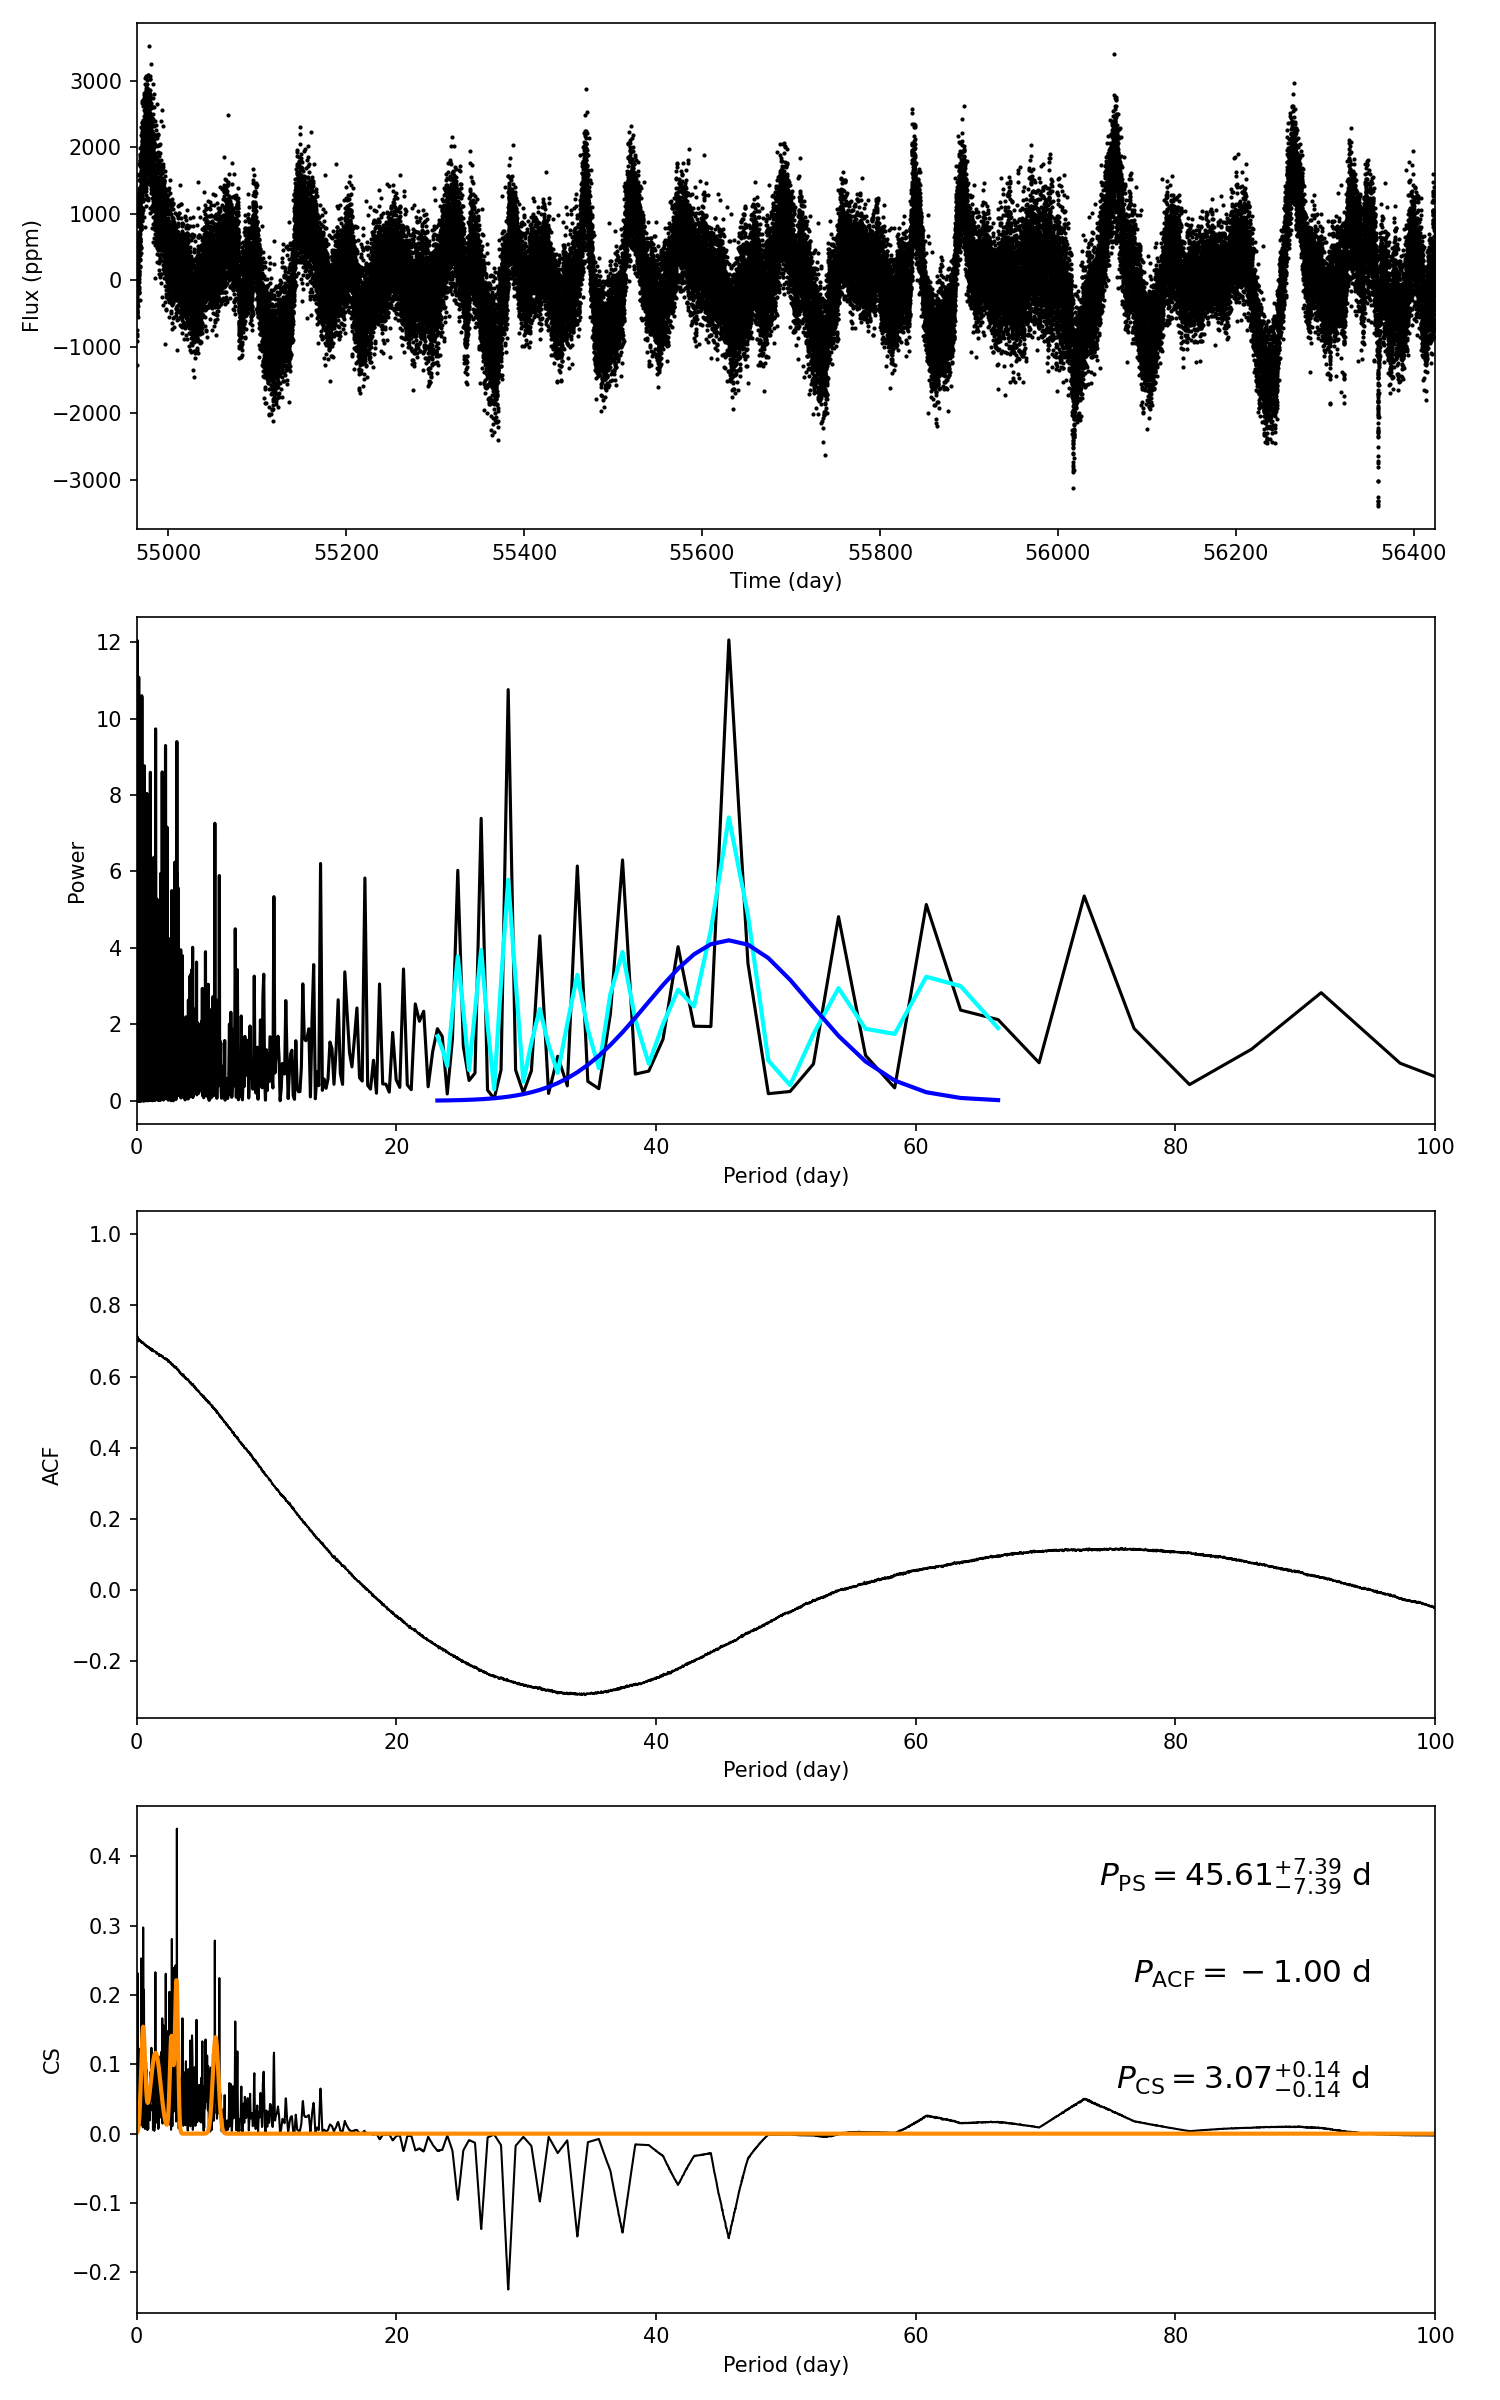 3000
2000
1000
0
−1000
−2000
−3000
Flux (ppm)
55000 55200 55400 55600 55800 56000 56200 56400
Time (day)
12
10
8
6
4
2
0
Power
0 20 40 60 80 100
Period (day)
1.0
0.8
0.6
0.4
0.2
0.0
−0.2
ACF
0 20 40 60 80 100
Period (day)
0.4
0.3
0.2
0.1
0.0
−0.1
−0.2
CS
P_PS = 45.61 +7.39 −7.39 d
P_ACF = −1.00 d
P_CS = 3.07 +0.14 −0.14 d
0 20 40 60 80 100
Period (day)